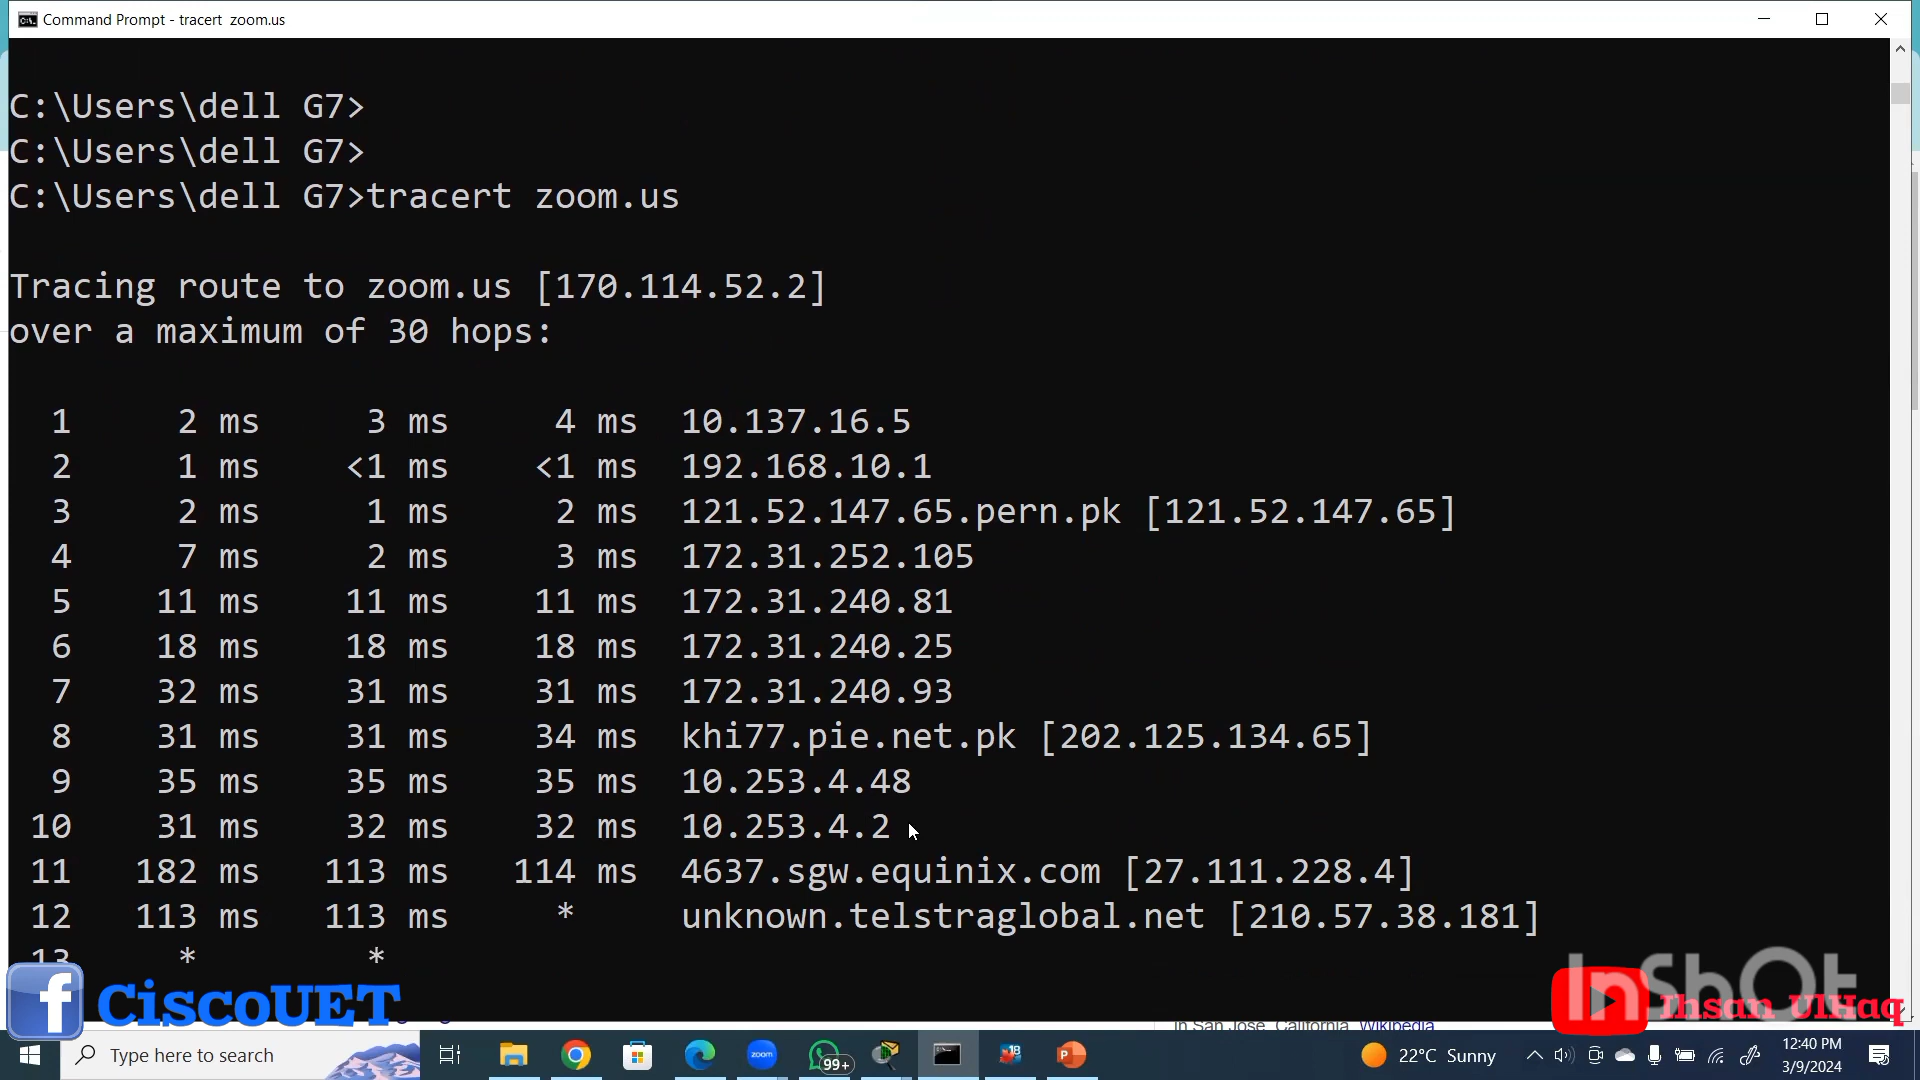 Command Prompt - tracert  zoom.us
C:\Users\dell G7>
C:\Users\dell G7>
C:\Users\dell G7>tracert zoom.us
Tracing route to zoom.us [170.114.52.2]
over a maximum of 30 hops:
1     2 ms     3 ms     4 ms  10.137.16.5
2     1 ms    <1 ms    <1 ms  192.168.10.1
3     2 ms     1 ms     2 ms  121.52.147.65.pern.pk [121.52.147.65]
4     7 ms     2 ms     3 ms  172.31.252.105
5    11 ms    11 ms    11 ms  172.31.240.81
6    18 ms    18 ms    18 ms  172.31.240.25
7    32 ms    31 ms    31 ms  172.31.240.93
8    31 ms    31 ms    34 ms  khi77.pie.net.pk [202.125.134.65]
9    35 ms    35 ms    35 ms  10.253.4.48
10    31 ms    32 ms    32 ms  10.253.4.2
11   182 ms   113 ms   114 ms  4637.sgw.equinix.com [27.111.228.4]
12   113 ms   113 ms     *     unknown.telstraglobal.net [210.57.38.181]
13     *        *
CiscoUET
InShOt
Ihsan UlHaq
in San Jose, California. Wikipedia
Type here to search
zoom
99+
18
22°C Sunny
12:40 PM
3/9/2024